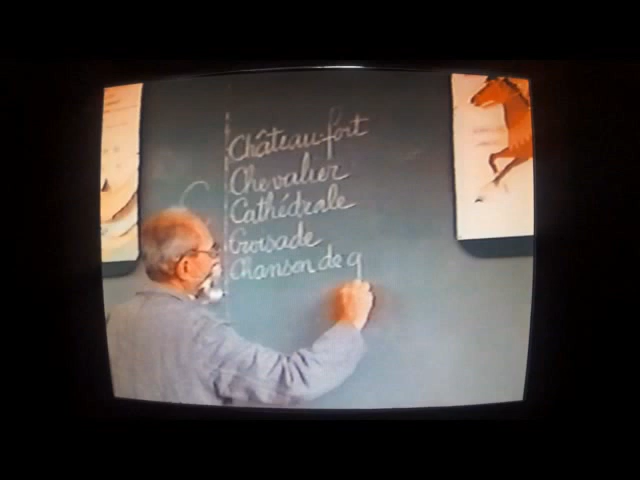 Château-fort
Chevalier
Cathédrale
Croisade
Chanson de g